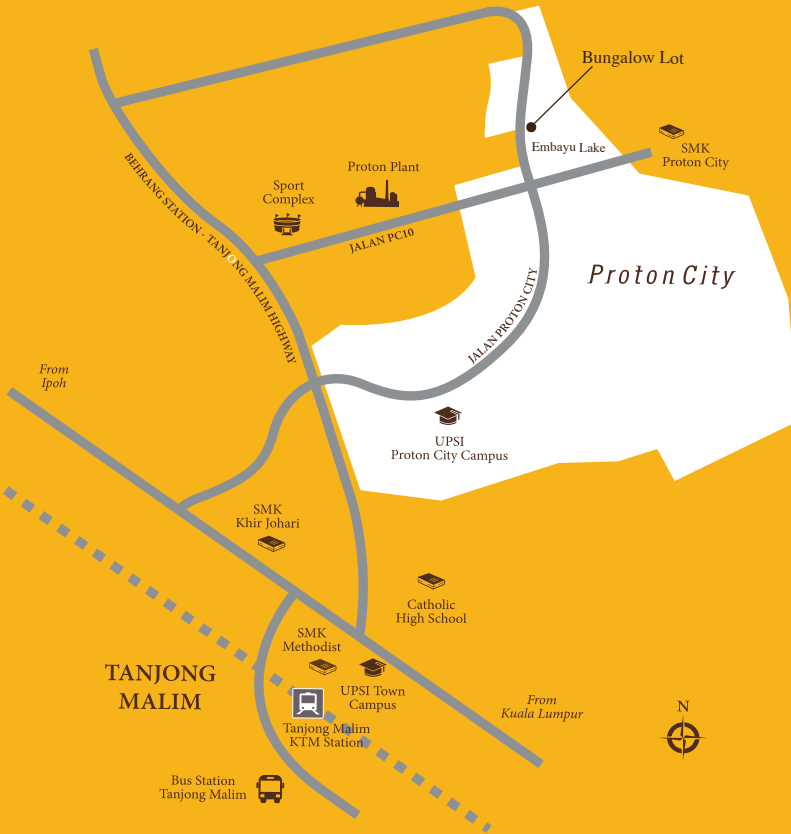 Bungalow Lot
SMK
Proton City
Embayu Lake
Proton Plant
Sport
Complex
BEHRANG STATION - TANJONG MALIM HIGHWAY
JALAN PC10
Proton City
JALAN PROTON CITY
From
Ipoh
UPSI
Proton City Campus
SMK
Khir Johari
Catholic
High School
SMK
Methodist
TANJONG
MALIM
UPSI Town
Campus
From
Kuala Lumpur
N
Tanjong Malim
KTM Station
Bus Station
Tanjong Malim